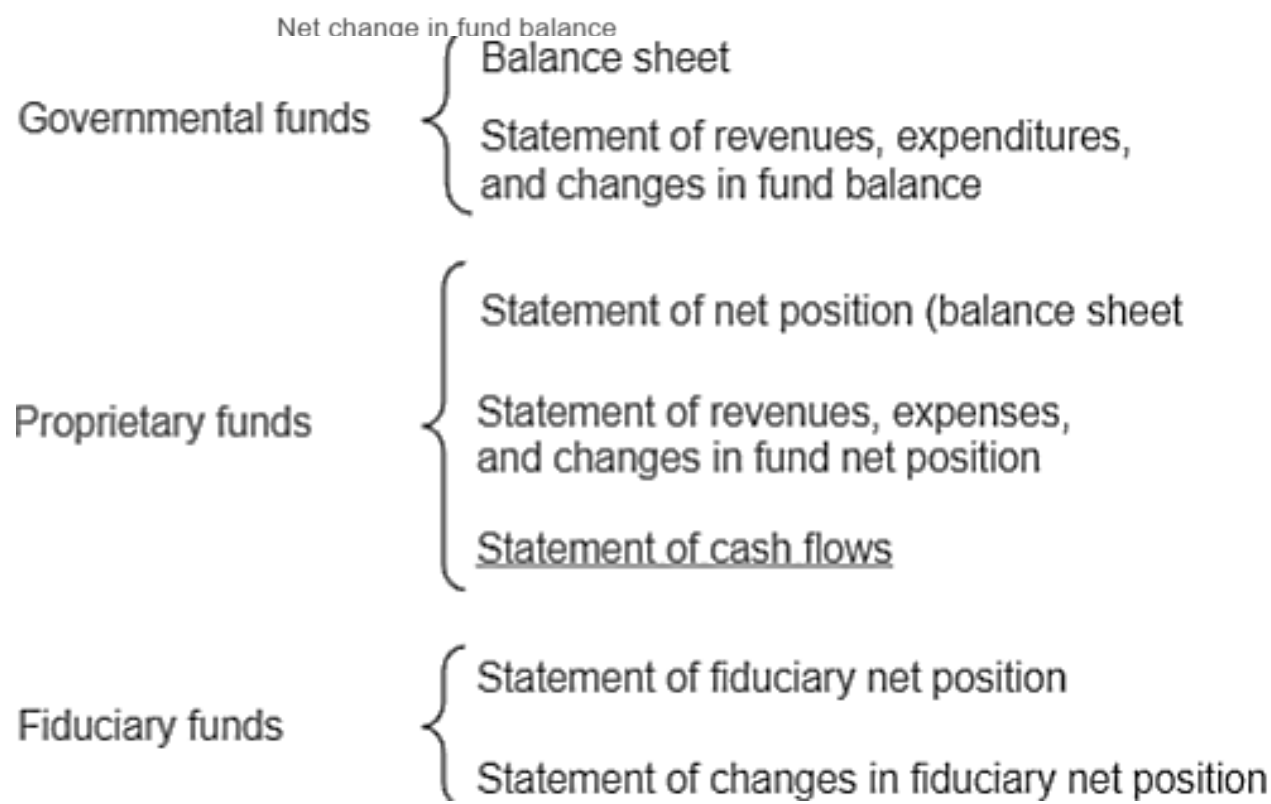 Net change in fund balance
Balance sheet
Governmental funds
Statement of revenues, expenditures,
and changes in fund balance
Statement of net position (balance sheet
Proprietary funds
Statement of revenues, expenses,
and changes in fund net position
Statement of cash flows
Statement of fiduciary net position
Fiduciary funds
Statement of changes in fiduciary net position